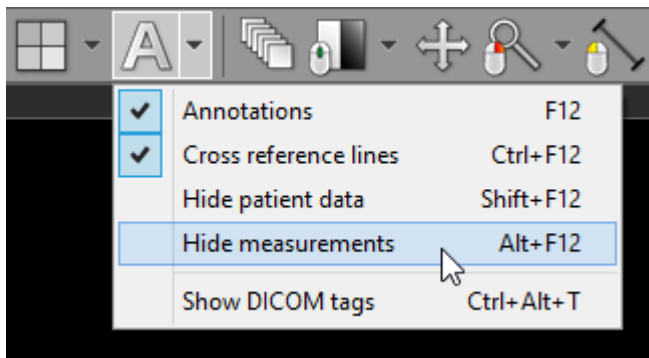 A
Annotations F12
Cross reference lines Ctrl+F12
Hide patient data Shift+F12
Hide measurements Alt+F12
Show DICOM tags Ctrl+Alt+T